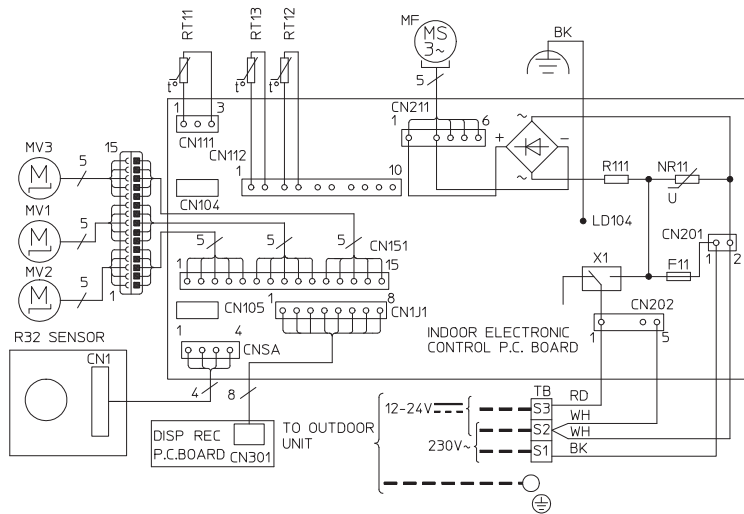 RT11
RT13
RT12
MF
MS
3~
BK
t°
t°
t°
5
1
3
CN111
CN211
1
6
~
+
-
~
CN112
1
10
R111
NR11
U
CN104
LD104
MV3
5
15
M
MV1
5
M
MV2
5
M
1
5
5
5
CN151
1
15
CN201
1
2
X1
F11
CN105
1
8
CN1J1
CN202
1
5
INDOOR ELECTRONIC
CONTROL P.C. BOARD
R32 SENSOR
CN1
1
4
CNSA
4
8
DISP REC
P.C.BOARD
CN301
TO OUTDOOR
UNIT
12-24V
230V~
TB
S3
S2
S1
RD
WH
WH
BK